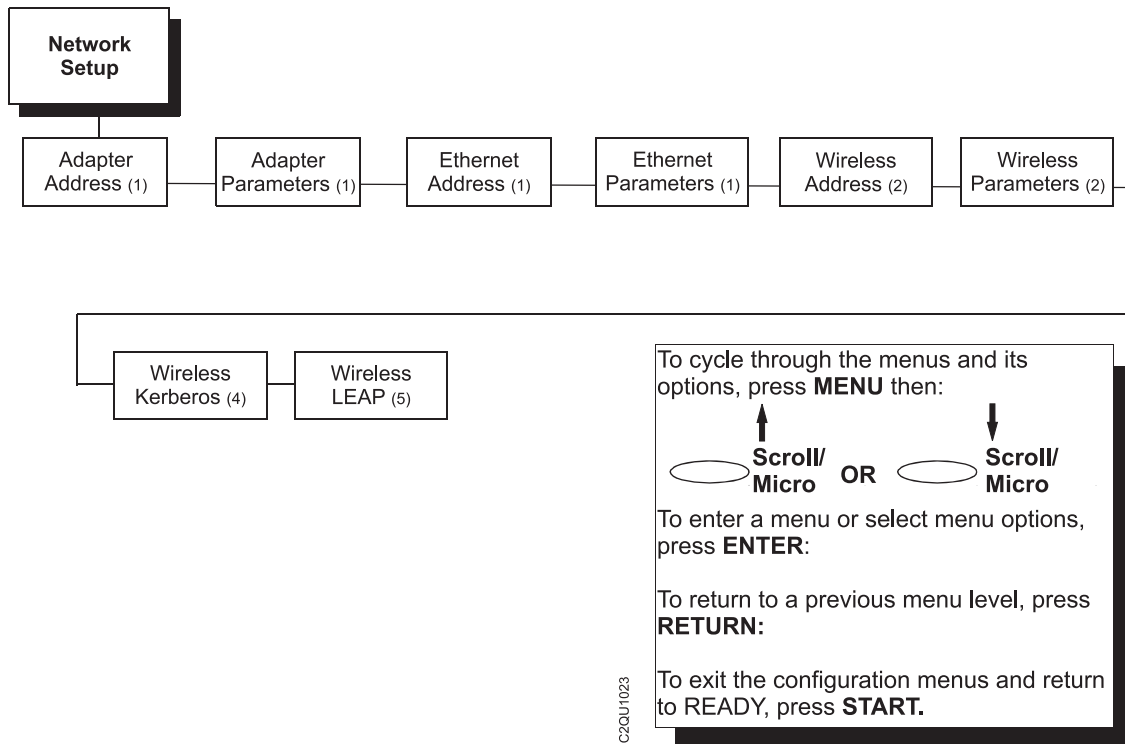 Network
Setup
Adapter
Address (1)
Adapter
Parameters (1)
Ethernet
Address (1)
Ethernet
Parameters (1)
Wireless
Address (2)
Wireless
Parameters (2)
Wireless
Kerberos (4)
Wireless
LEAP (5)
To cycle through the menus and its
options, press MENU then:
Scroll/
Micro
OR
Scroll/
Micro
To enter a menu or select menu options,
press ENTER:
To return to a previous menu level, press
RETURN:
To exit the configuration menus and return
to READY, press START.
C2QU1023